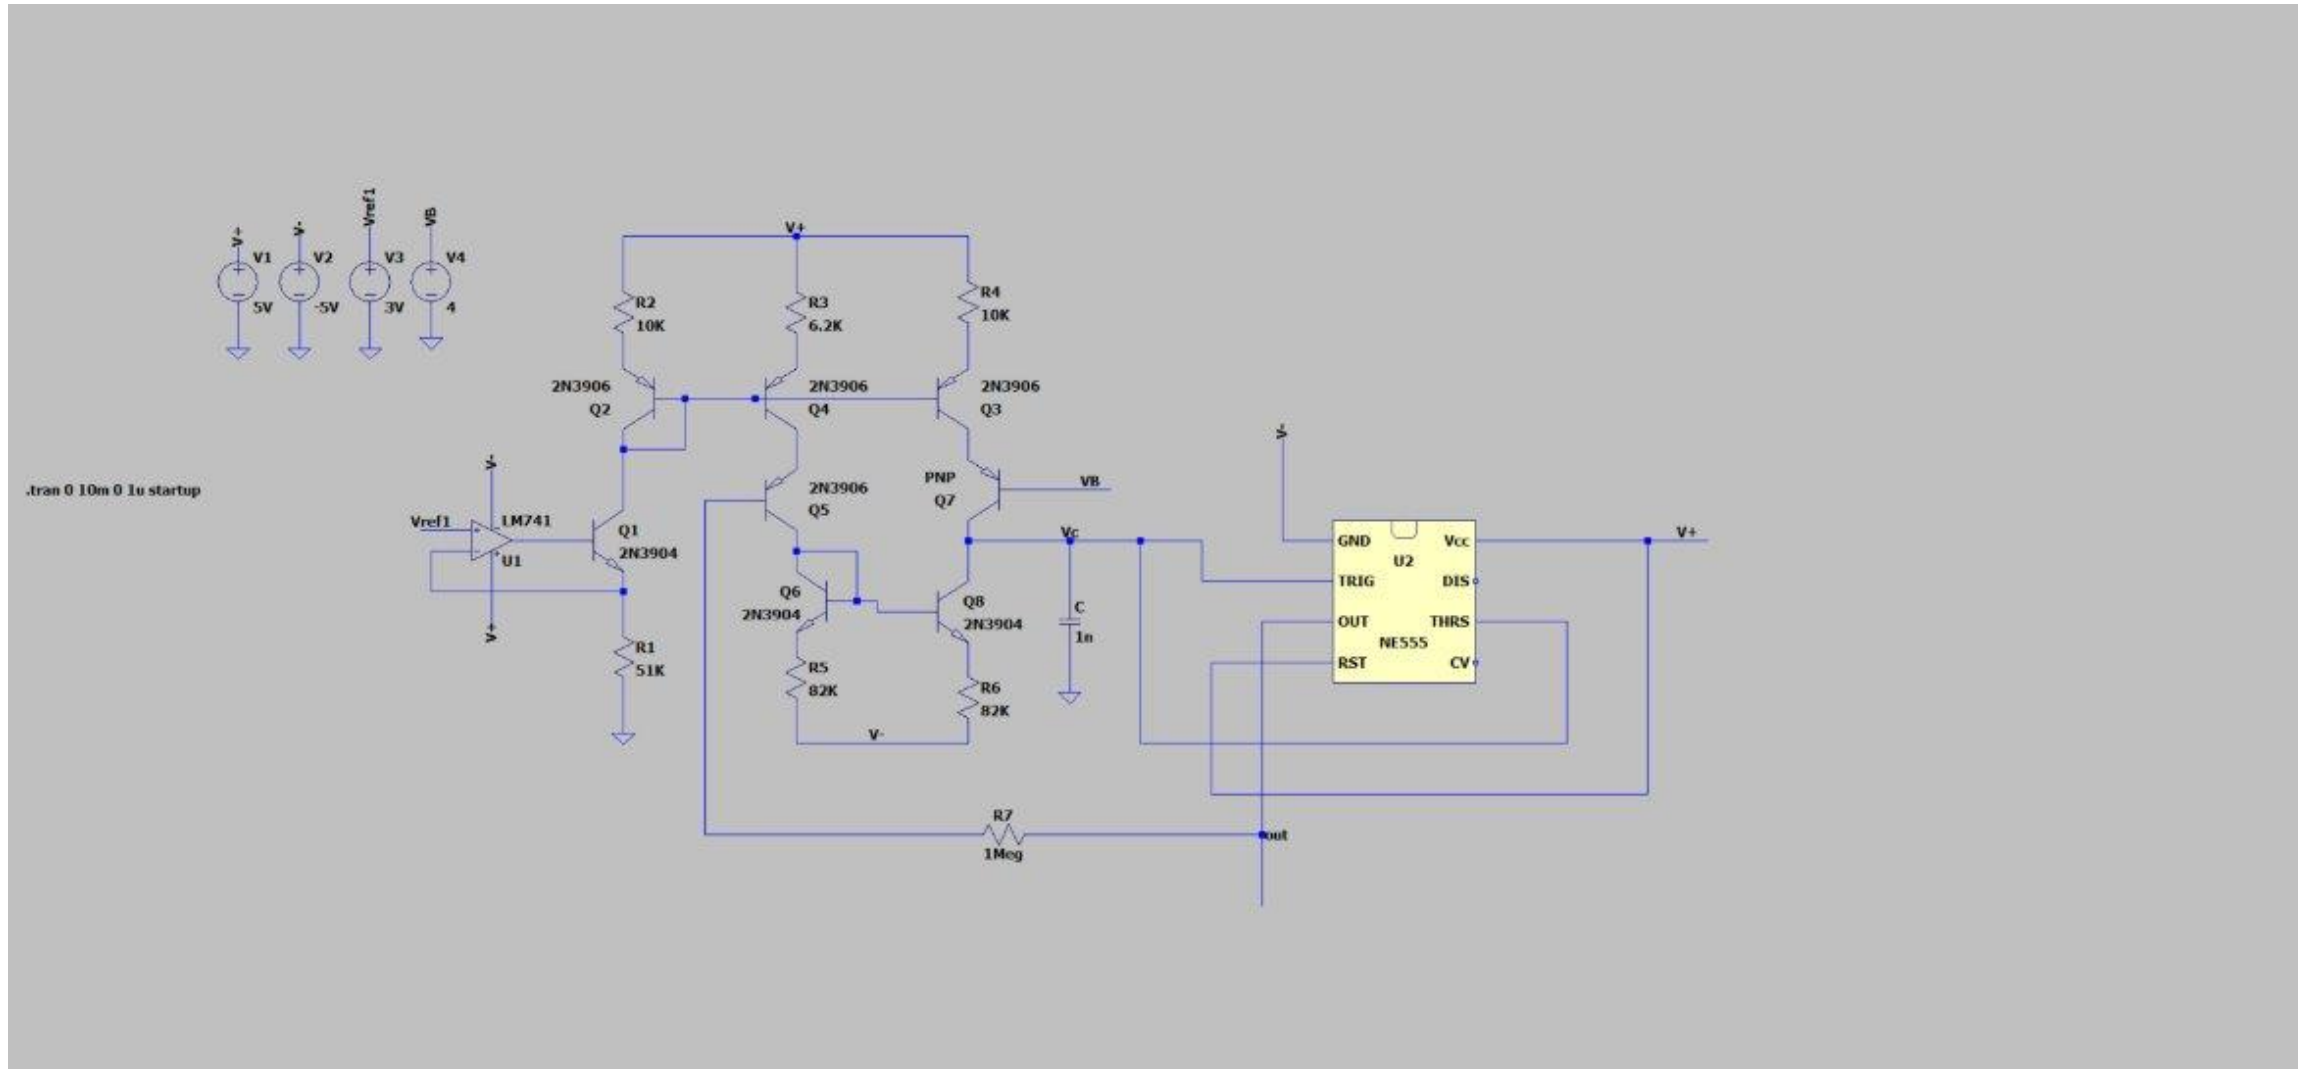 V+
V-
Vref1
VB
V1
V2
V3
V4
5V
-5V
3V
4
V+
R2
10K
R3
6.2K
R4
10K
2N3906
Q2
2N3906
Q4
2N3906
Q3
.tran 0 10m 0 1u startup
V-
Vref1
LM741
U1
V+
Q1
2N3904
2N3906
Q5
PNP
Q7
VB
R1
51K
Q6
2N3904
Q8
2N3904
Vc
C
1n
R5
82K
R6
82K
V-
V-
GND
Vcc
V+
U2
TRIG
DIS
OUT
THRS
NE555
RST
CV
R7
1Meg
out